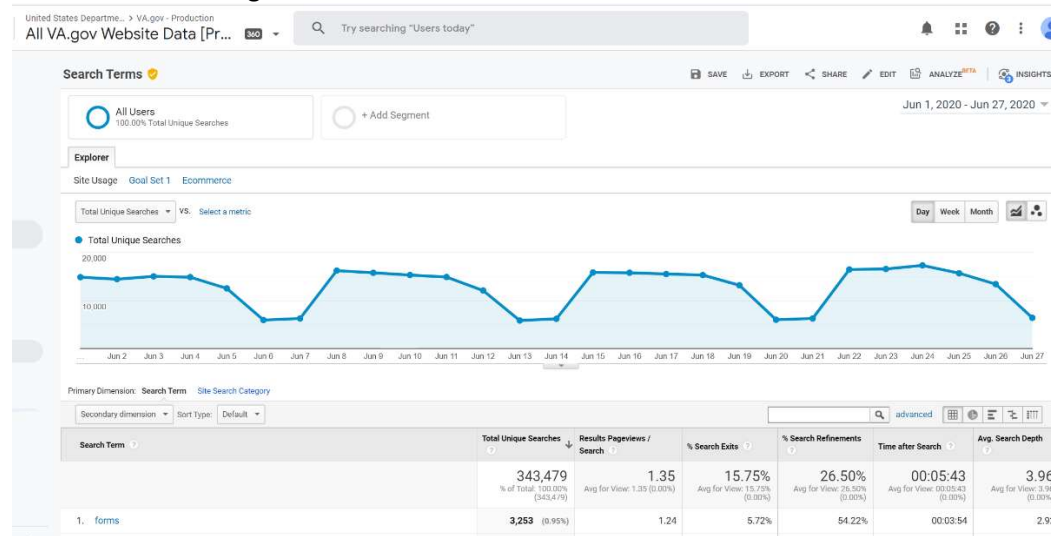 United States Departme... > VA.gov - Production
All VA.gov Website Data [Pr... 360
Try searching "Users today"
Search Terms
SAVE EXPORT SHARE EDIT ANALYZE BETA INSIGHTS
All Users
100.00% Total Unique Searches
+ Add Segment
Jun 1, 2020 - Jun 27, 2020
Explorer
Site Usage Goal Set 1 Ecommerce
Total Unique Searches VS. Select a metric
Day Week Month
Total Unique Searches
20,000
10,000
... Jun 2 Jun 3 Jun 4 Jun 5 Jun 6 Jun 7 Jun 8 Jun 9 Jun 10 Jun 11 Jun 12 Jun 13 Jun 14 Jun 15 Jun 16 Jun 17 Jun 18 Jun 19 Jun 20 Jun 21 Jun 22 Jun 23 Jun 24 Jun 25 Jun 26 Jun 27
Primary Dimension: Search Term Site Search Category
Secondary dimension Sort Type: Default advanced
Search Term Total Unique Searches Results Pageviews / Search % Search Exits % Search Refinements Time after Search Avg. Search Depth
343,479 1.35 15.75% 26.50% 00:05:43 3.96
% of Total: 100.00% (343,479) Avg for View: 1.35 (0.00%) Avg for View: 15.75% (0.00%) Avg for View: 26.50% (0.00%) Avg for View: 00:05:43 (0.00%) Avg for View: 3.96 (0.00%)
1. forms 3,253 (0.95%) 1.24 5.72% 54.22% 00:03:54